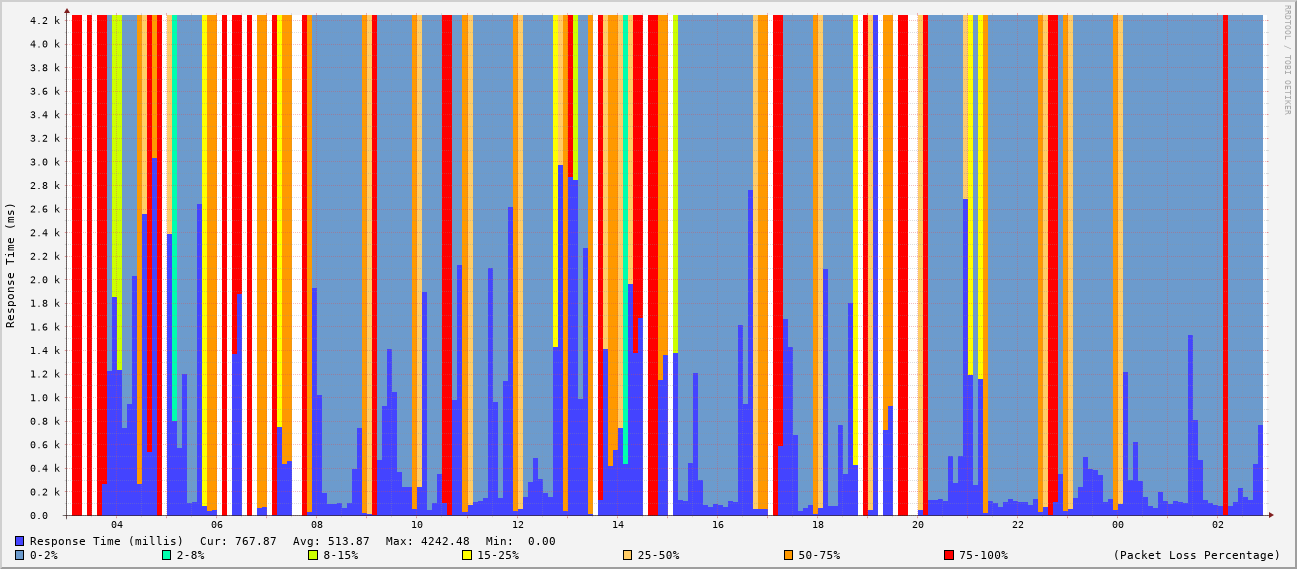 RRDTOOL / TOBI OETIKER
Response Time (ms)
4.2 k
4.0 k
3.8 k
3.6 k
3.4 k
3.2 k
3.0 k
2.8 k
2.6 k
2.4 k
2.2 k
2.0 k
1.8 k
1.6 k
1.4 k
1.2 k
1.0 k
0.8 k
0.6 k
0.4 k
0.2 k
0.0
04 06 08 10 12 14 16 18 20 22 00 02
Response Time (millis) Cur: 767.87 Avg: 513.87 Max: 4242.48 Min: 0.00
0-2% 2-8% 8-15% 15-25% 25-50% 50-75% 75-100% (Packet Loss Percentage)